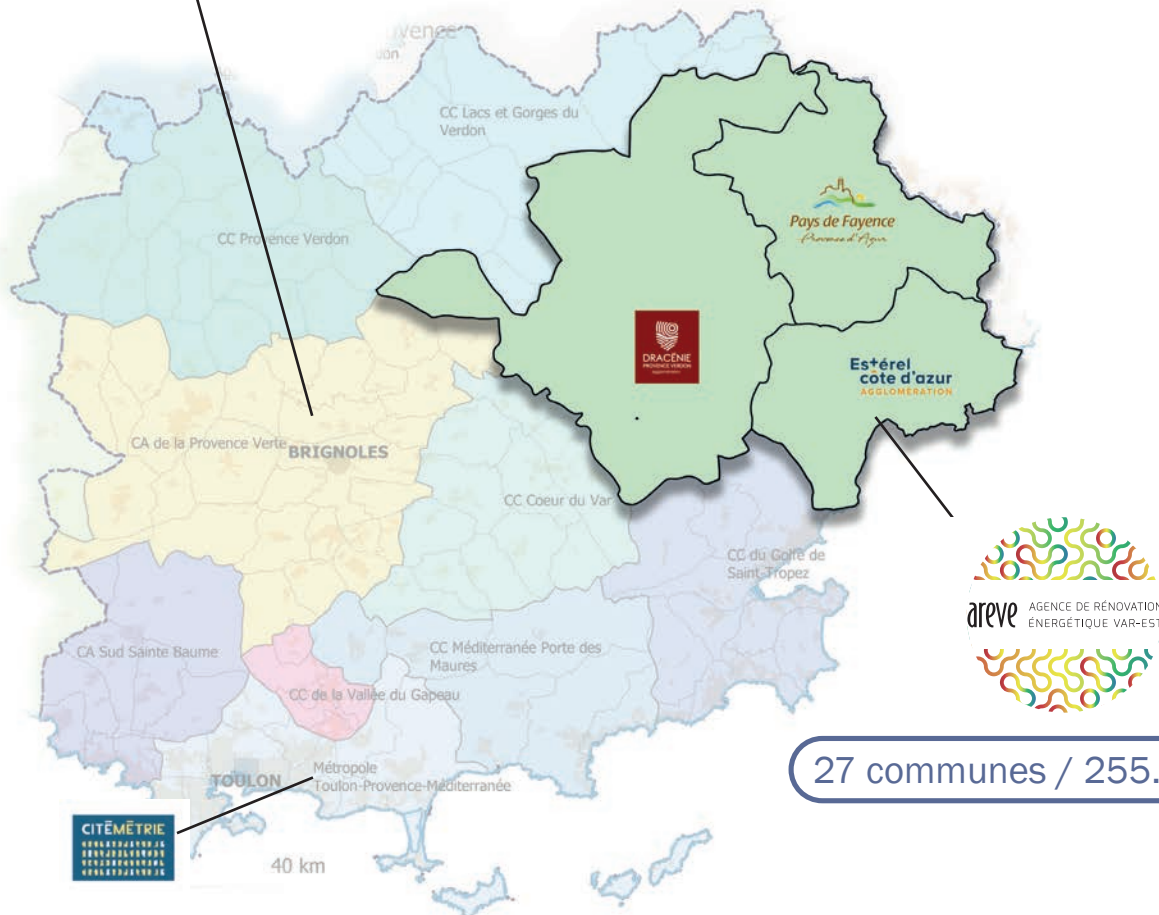 CC Lacs et Gorges du
Verdon
CC Provence Verdon
Pays de Fayence
Provence d'Azur
DRACÉNIE
PROVENCE VERDON
agglomération
Estérel
côte d'azur
AGGLOMÉRATION
CA de la Provence Verte
BRIGNOLES
CC Coeur du Var
CC du Golfe de
Saint-Tropez
areve
AGENCE DE RÉNOVATION
ÉNERGÉTIQUE VAR-EST
CA Sud Sainte Baume
CC Méditerranée Porte des
Maures
CC de la Vallée du Gapeau
27 communes / 255.
TOULON
Métropole
Toulon-Provence-Méditerranée
CITÉMÉTRIE
40 km